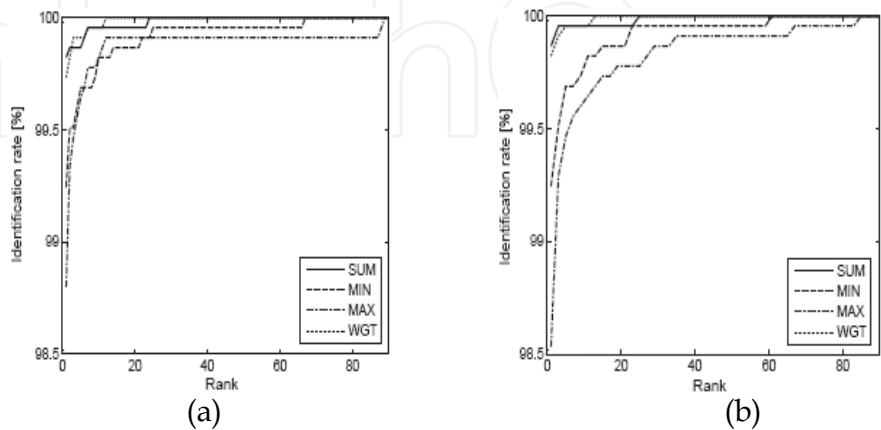 100
99.5
99
98.5
Identification rate [%]
0
20
40
60
80
Rank
SUM
MIN
MAX
WGT
(a)
100
99.5
99
98.5
Identification rate [%]
0
20
40
60
80
Rank
SUM
MIN
MAX
WGT
(b)